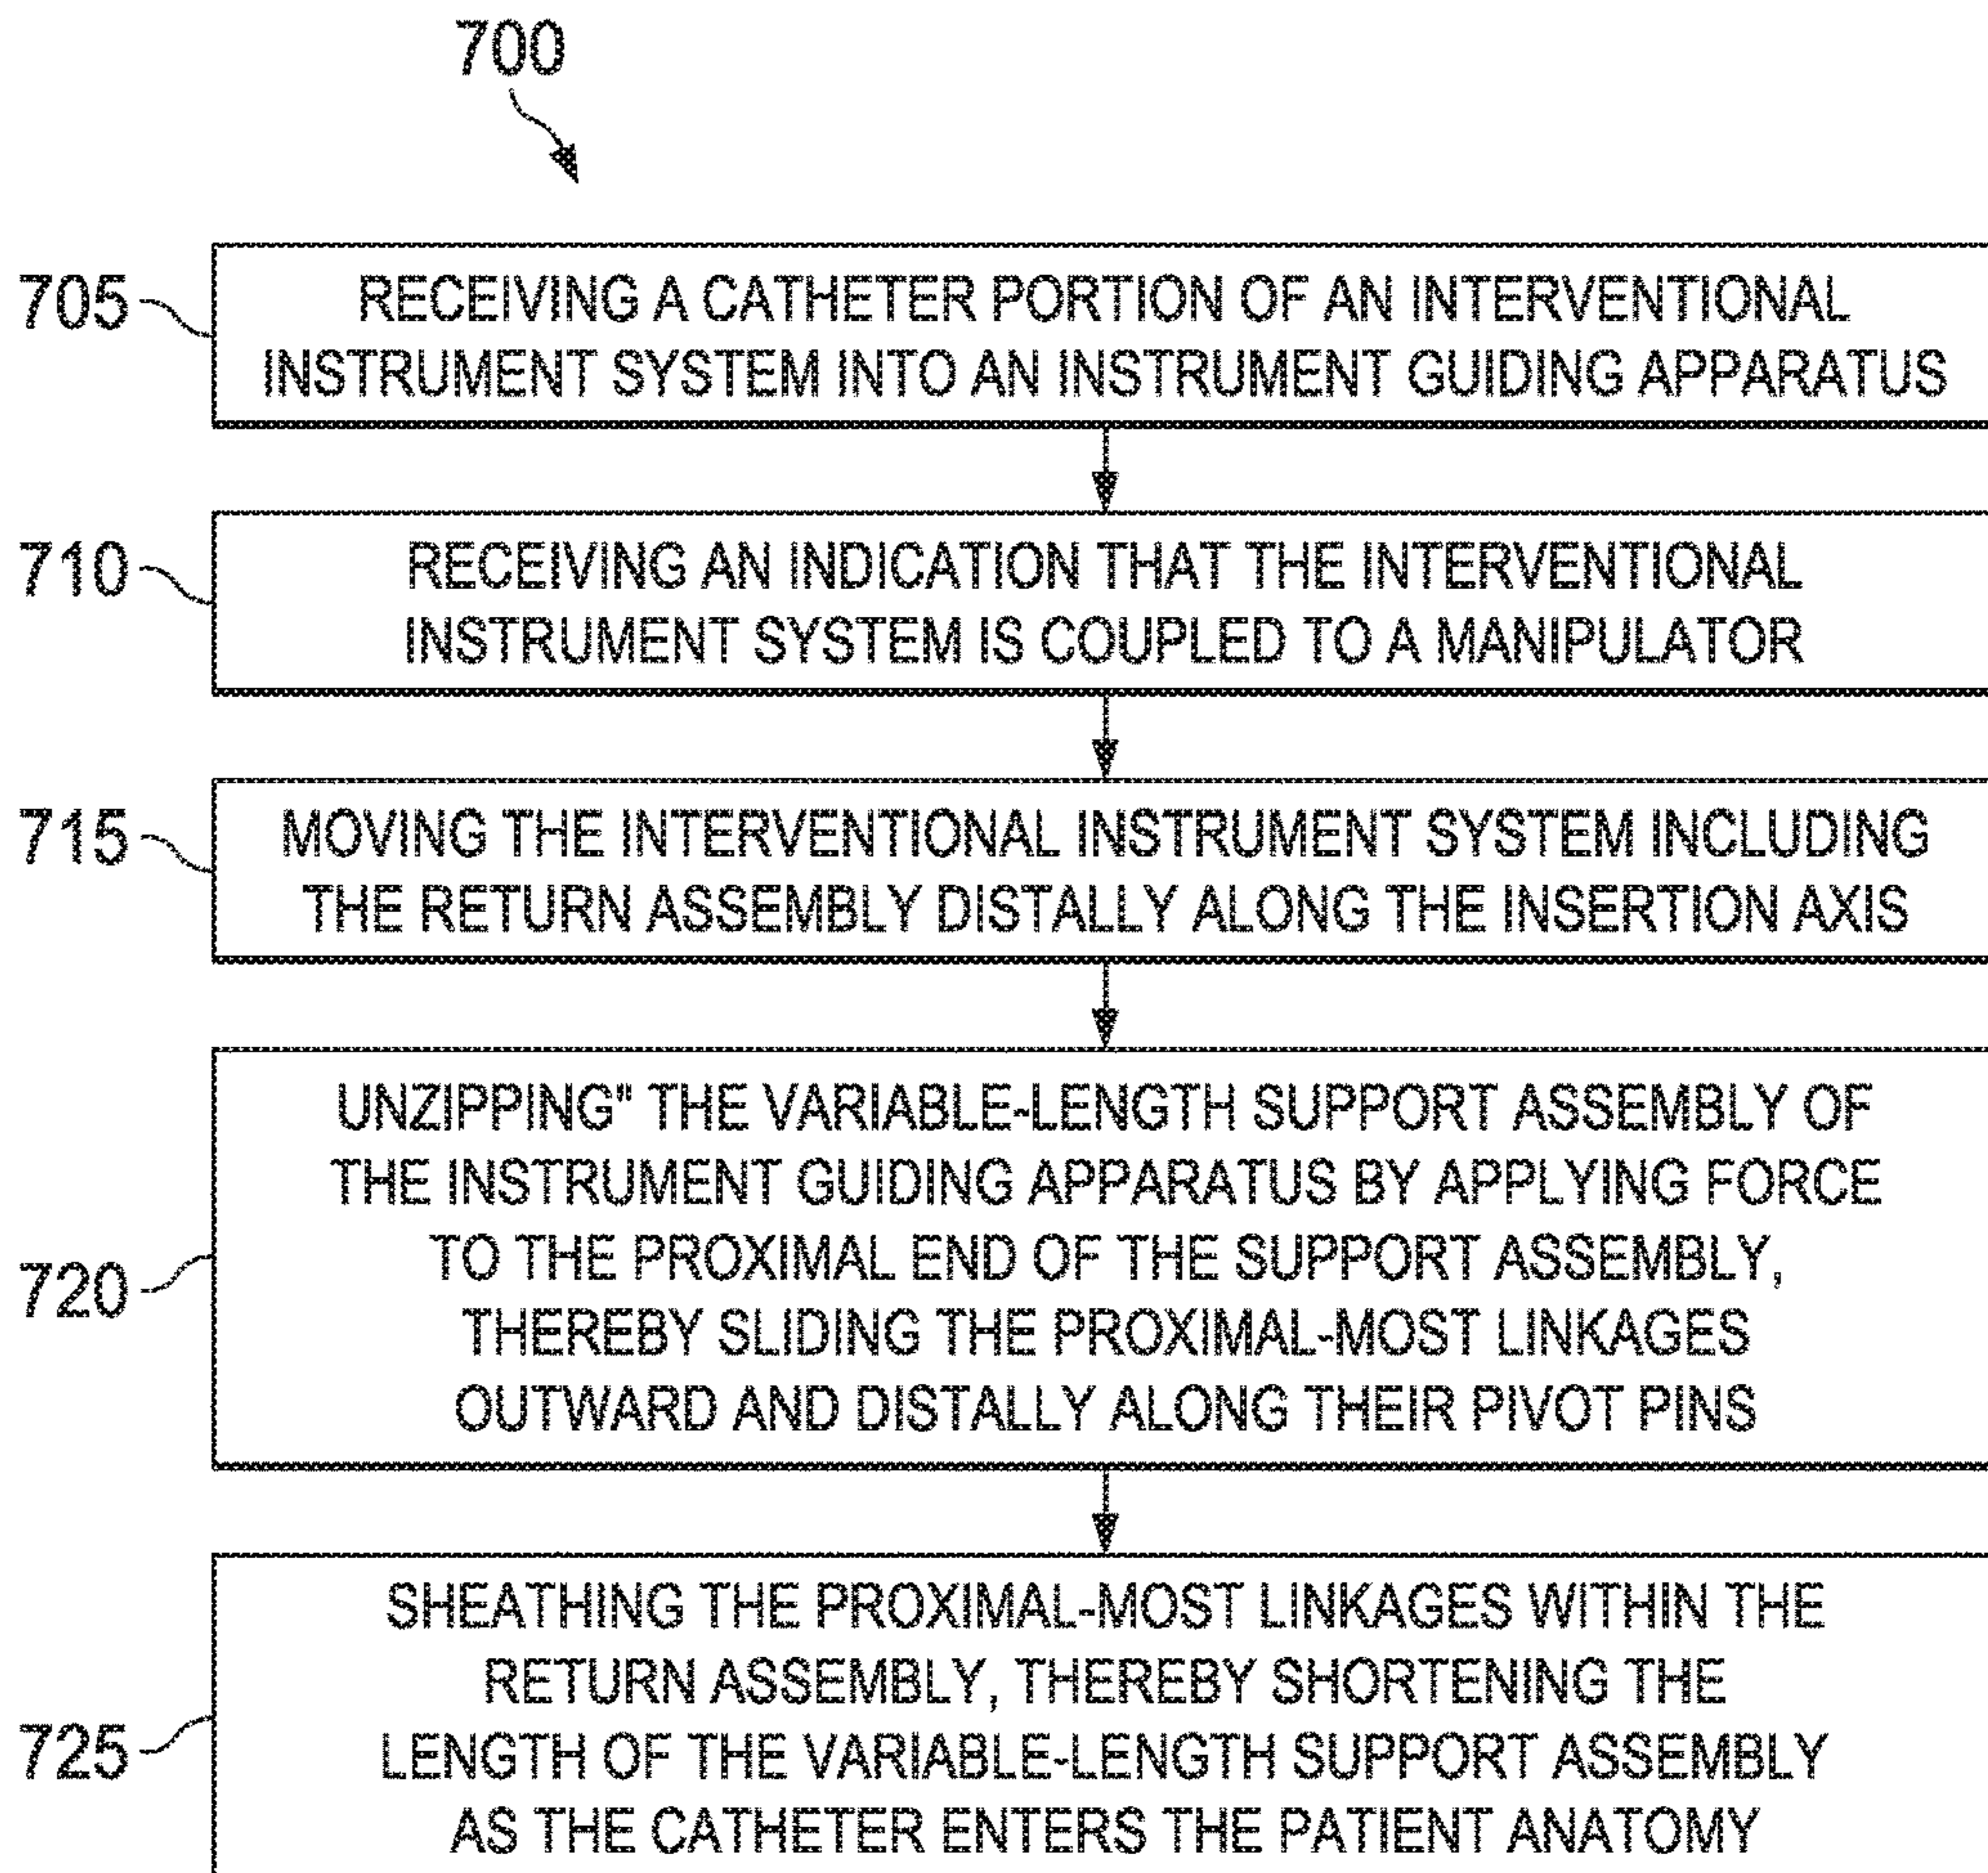 700
705
RECEIVING A CATHETER PORTION OF AN INTERVENTIONAL
INSTRUMENT SYSTEM INTO AN INSTRUMENT GUIDING APPARATUS
710
RECEIVING AN INDICATION THAT THE INTERVENTIONAL
INSTRUMENT SYSTEM IS COUPLED TO A MANIPULATOR
715
MOVING THE INTERVENTIONAL INSTRUMENT SYSTEM INCLUDING
THE RETURN ASSEMBLY DISTALLY ALONG THE INSERTION AXIS
720
UNZIPPING" THE VARIABLE-LENGTH SUPPORT ASSEMBLY OF
THE INSTRUMENT GUIDING APPARATUS BY APPLYING FORCE
TO THE PROXIMAL END OF THE SUPPORT ASSEMBLY,
THEREBY SLIDING THE PROXIMAL-MOST LINKAGES
OUTWARD AND DISTALLY ALONG THEIR PIVOT PINS
725
SHEATHING THE PROXIMAL-MOST LINKAGES WITHIN THE
RETURN ASSEMBLY, THEREBY SHORTENING THE
LENGTH OF THE VARIABLE-LENGTH SUPPORT ASSEMBLY
AS THE CATHETER ENTERS THE PATIENT ANATOMY